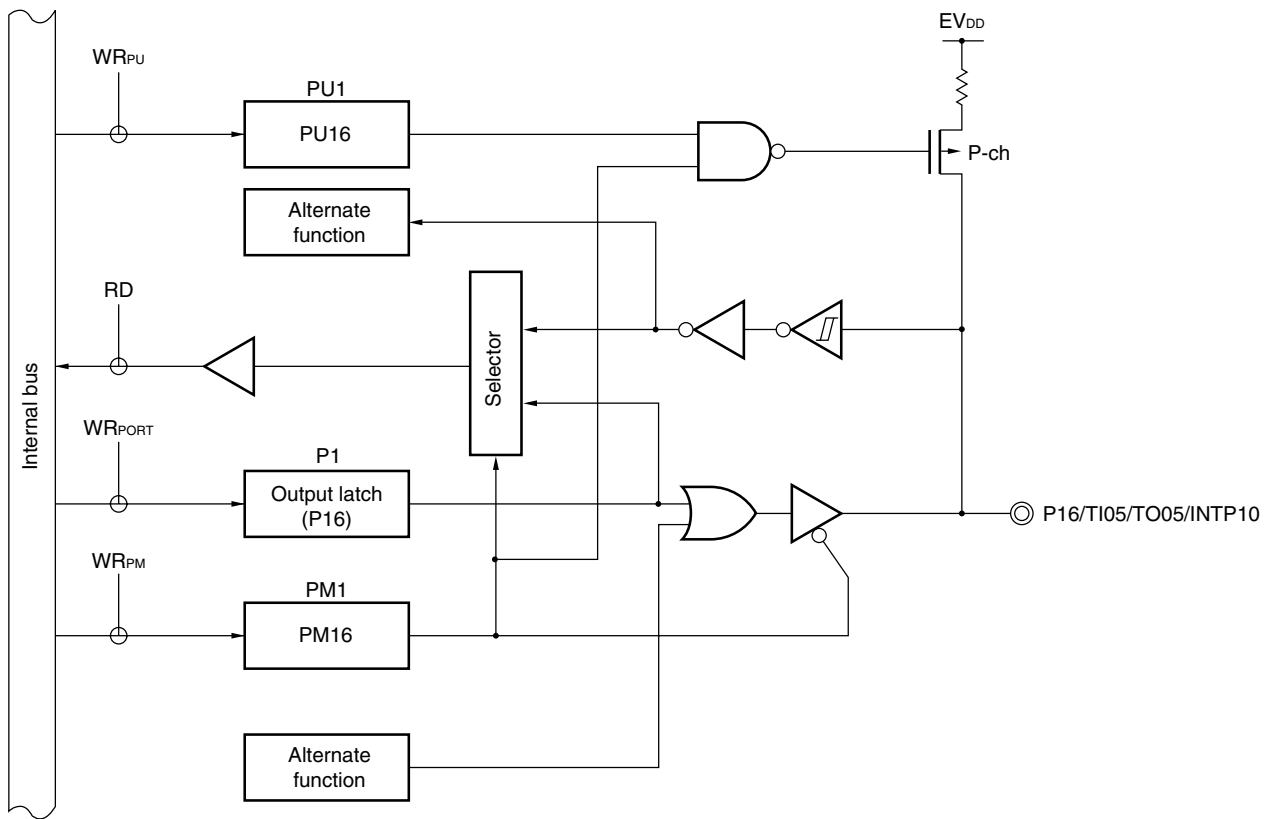 EVDD
WRPU
PU1
PU16
P-ch
Alternate
function
RD
Selector
Internal bus
WRPORT
P1
Output latch
(P16)
P16/TI05/TO05/INTP10
WRPM
PM1
PM16
Alternate
function